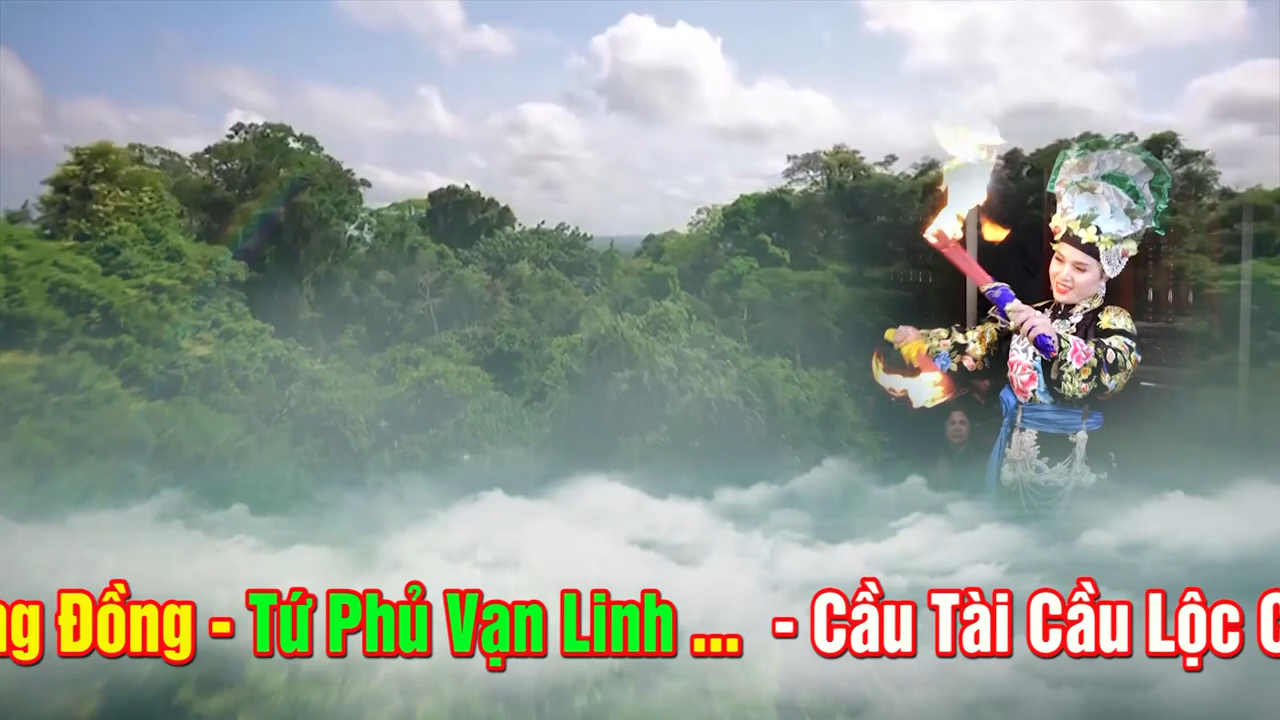 ng Đồng - Tứ Phủ Vạn Linh ... - Cầu Tài Cầu Lộc G